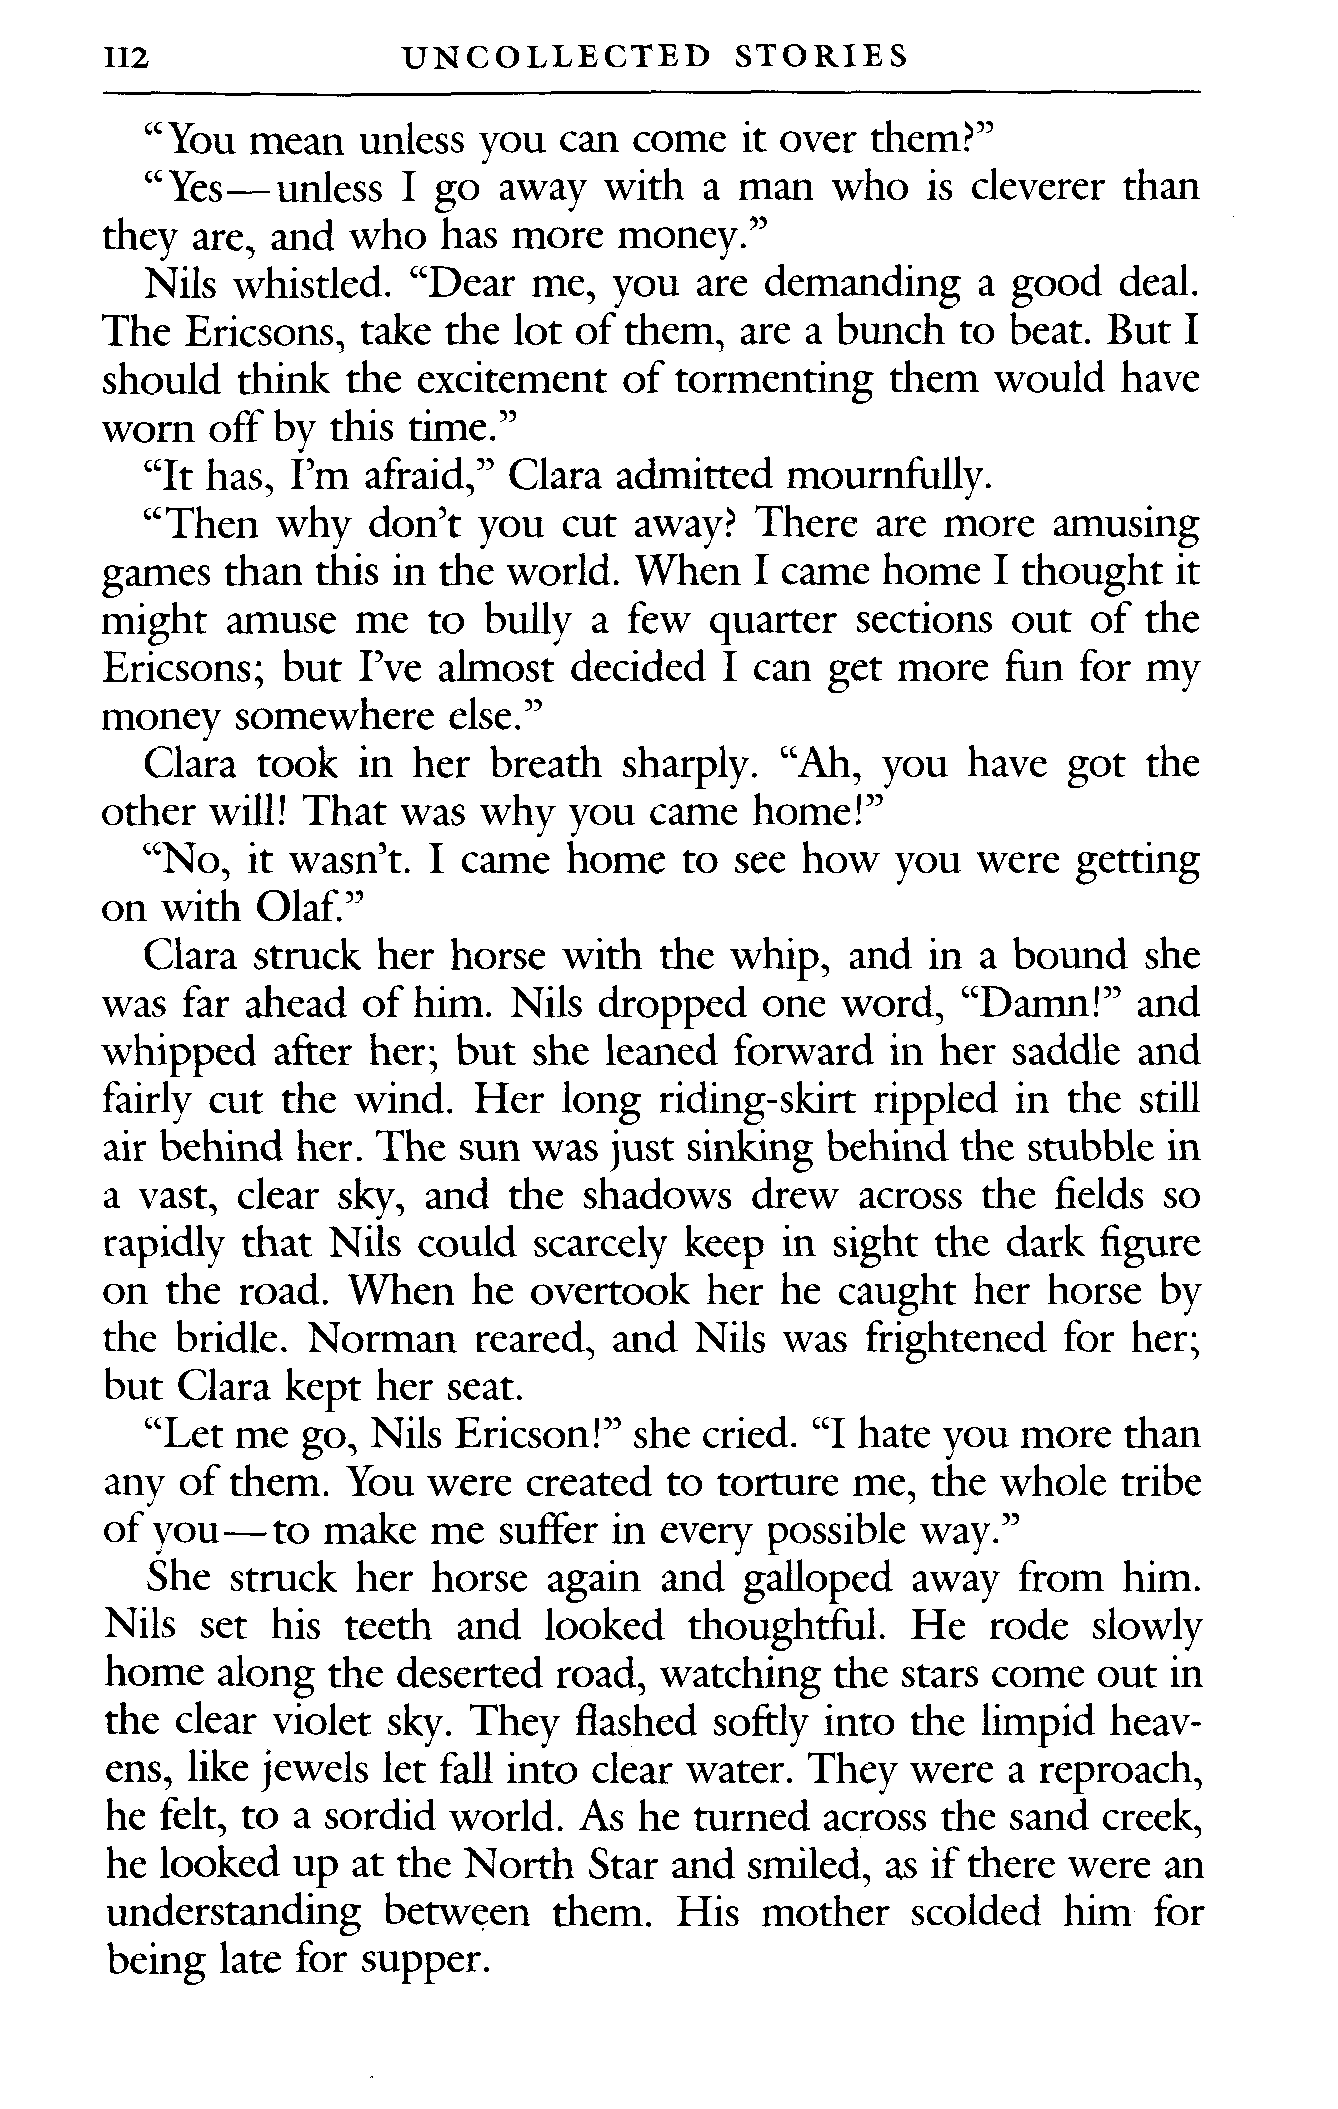 112 UNCOLLECTED STORIES
“You mean unless you can come it over them?”
“Yes—unless I go away with a man who is cleverer than
they are, and who has more money.”
Nils whistled. “Dear me, you are demanding a good deal.
The Ericsons, take the lot of them, are a bunch to beat. But I
should think the excitement of tormenting them would have
worn off by this time.”
“It has, I’m afraid,” Clara admitted mournfully.
“Then why don’t you cut away? There are more amusing
games than this in the world. When I came home I thought it
might amuse me to bully a few quarter sections out of the
Ericsons; but I’ve almost decided I can get more fun for my
money somewhere else.”
Clara took in her breath sharply. “Ah, you have got the
other will! That was why you came home!”
“No, it wasn’t. I came home to see how you were getting
on with Olaf.”
Clara struck her horse with the whip, and in a bound she
was far ahead of him. Nils dropped one word, “Damn!” and
whipped after her; but she leaned forward in her saddle and
fairly cut the wind. Her long riding-skirt rippled in the still
air behind her. The sun was just sinking behind the stubble in
a vast, clear sky, and the shadows drew across the fields so
rapidly that Nils could scarcely keep in sight the dark figure
on the road. When he overtook her he caught her horse by
the bridle. Norman reared, and Nils was frightened for her;
but Clara kept her seat.
“Let me go, Nils Ericson!” she cried. “I hate you more than
any of them. You were created to torture me, the whole tribe
of you—to make me suffer in every possible way.”
She struck her horse again and galloped away from him.
Nils set his teeth and looked thoughtful. He rode slowly
home along the deserted road, watching the stars come out in
the clear violet sky. They flashed softly into the limpid heav-
ens, like jewels let fall into clear water. They were a reproach,
he felt, to a sordid world. As he turned across the sand creek,
he looked up at the North Star and smiled, as if there were an
understanding between them. His mother scolded him for
being late for supper.